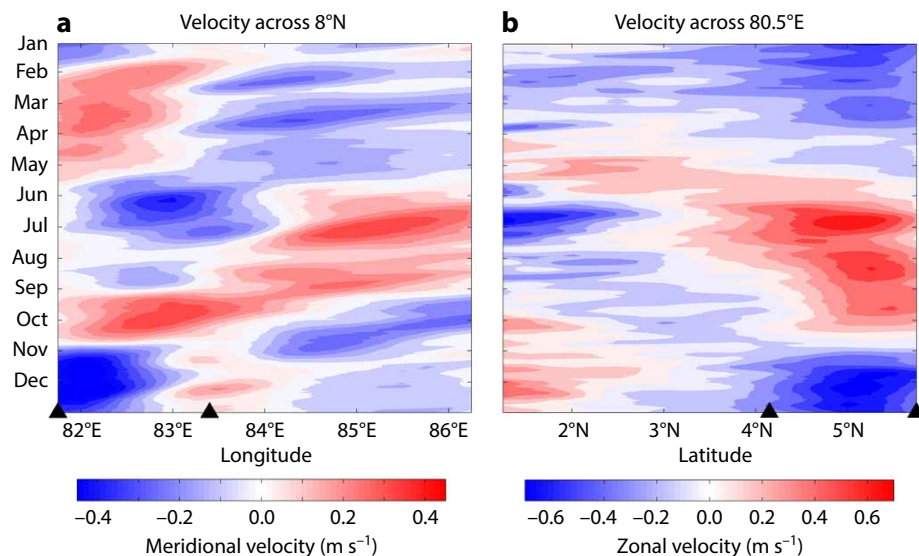 a Velocity across 8°N
b Velocity across 80.5°E
Jan
Feb
Mar
Apr
May
Jun
Jul
Aug
Sep
Oct
Nov
Dec
82°E 83°E 84°E 85°E 86°E
2°N 3°N 4°N 5°N
Longitude
Latitude
−0.4 −0.2 0.0 0.2 0.4
−0.6 −0.4 −0.2 0.0 0.2 0.4 0.6
Meridional velocity (m s⁻¹)
Zonal velocity (m s⁻¹)